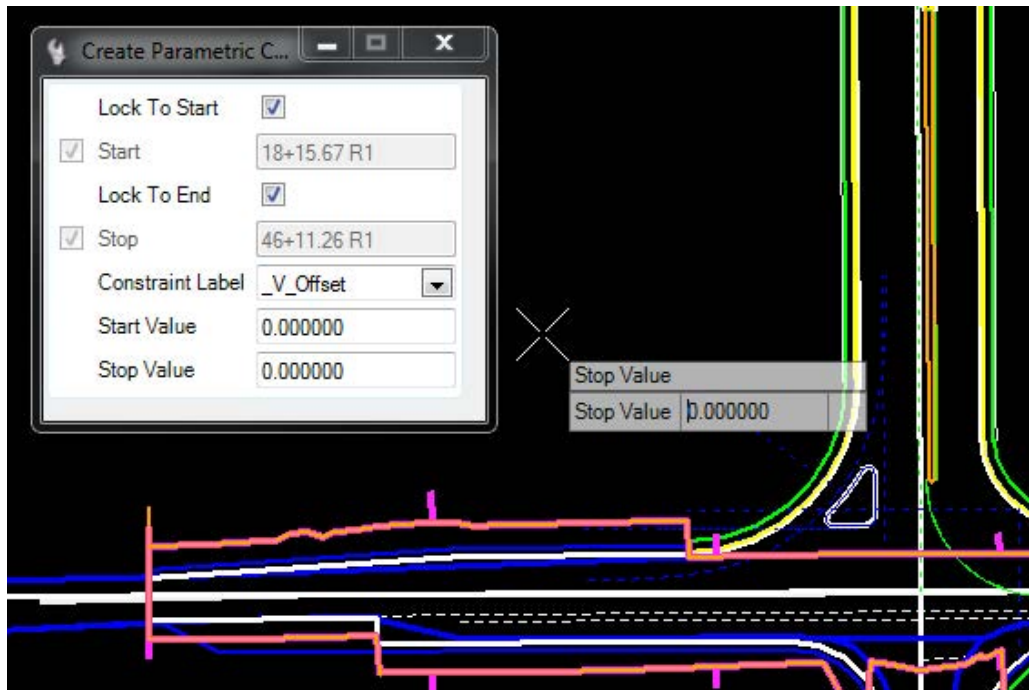 Create Parametric C...
Lock To Start
Start 18+15.67 R1
Lock To End
Stop 46+11.26 R1
Constraint Label _V_Offset
Start Value 0.000000
Stop Value 0.000000
Stop Value
Stop Value 0.000000